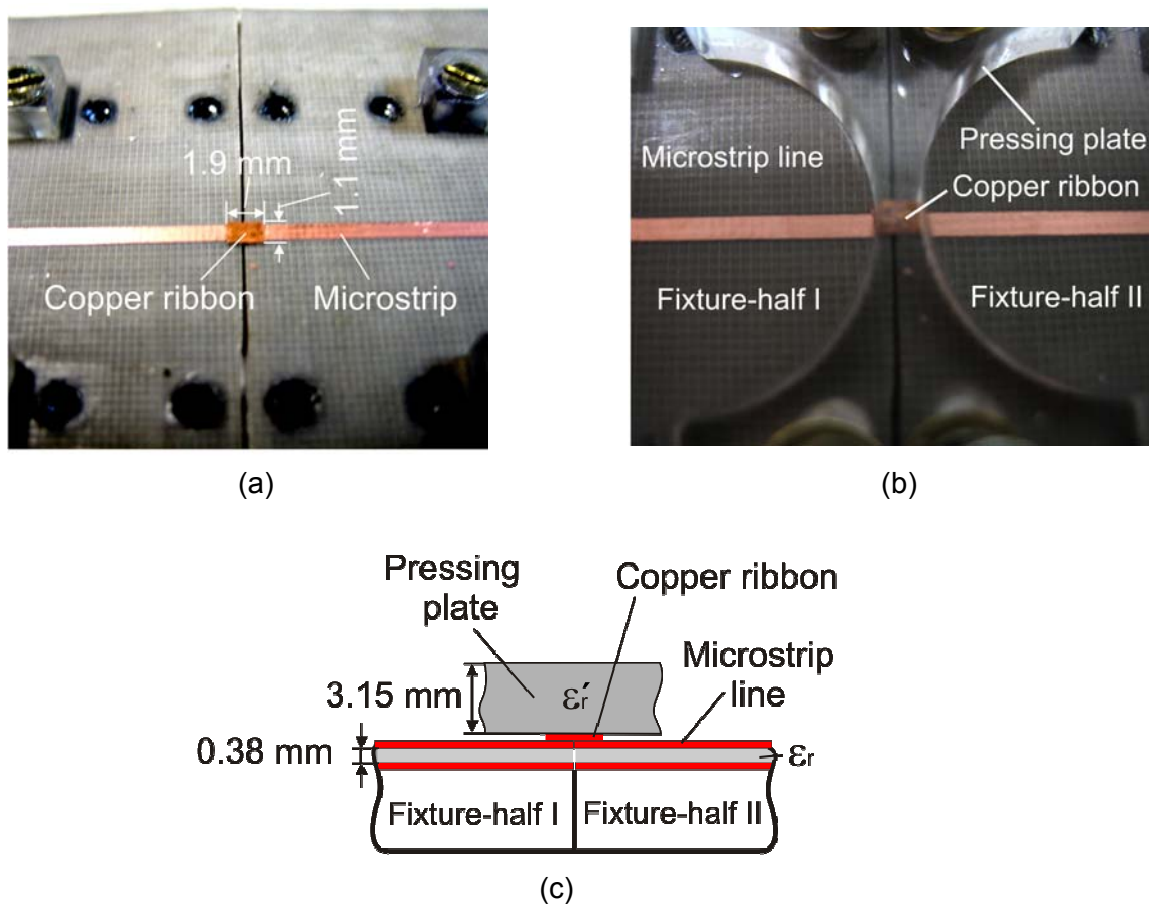 1.9 mm
1.1 mm
Copper ribbon
Microstrip
(a)
Microstrip line
Pressing plate
Copper ribbon
Fixture-half I
Fixture-half II
(b)
Pressing
plate
Copper ribbon
Microstrip
line
3.15 mm
εr′
0.38 mm
εr
Fixture-half I
Fixture-half II
(c)